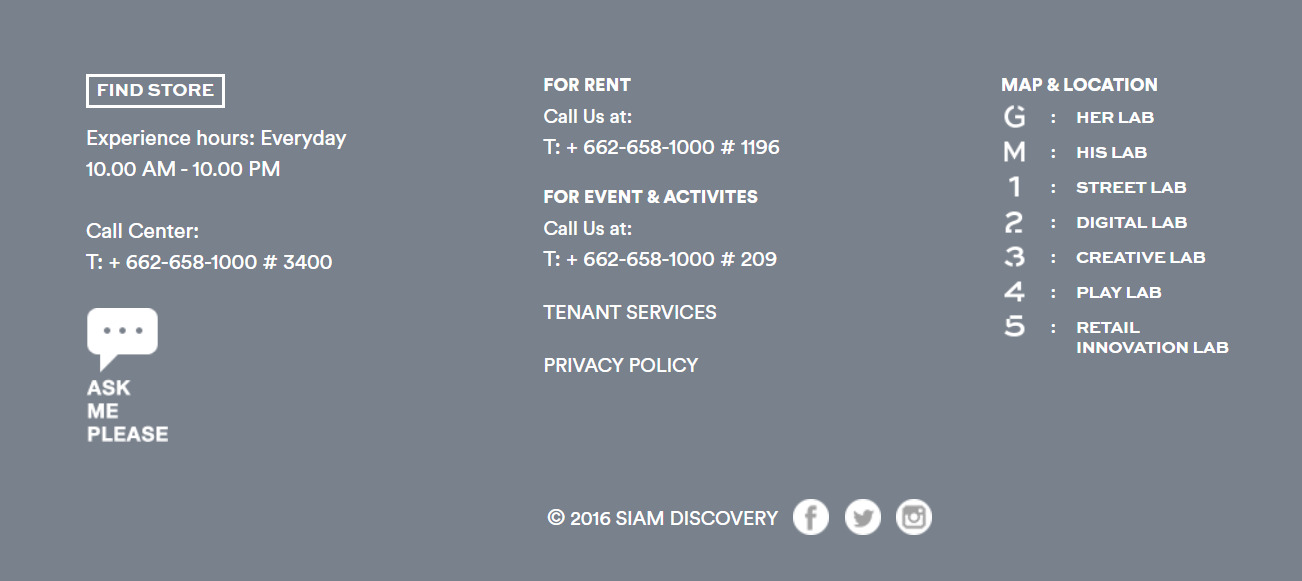 FIND STORE
Experience hours: Everyday
10.00 AM - 10.00 PM
Call Center:
T: + 662-658-1000 # 3400
ASK
ME
PLEASE
FOR RENT
Call Us at:
T: + 662-658-1000 # 1196
FOR EVENT & ACTIVITES
Call Us at:
T: + 662-658-1000 # 209
TENANT SERVICES
PRIVACY POLICY
MAP & LOCATION
G : HER LAB
M : HIS LAB
1 : STREET LAB
2 : DIGITAL LAB
3 : CREATIVE LAB
4 : PLAY LAB
5 : RETAIL
INNOVATION LAB
© 2016 SIAM DISCOVERY